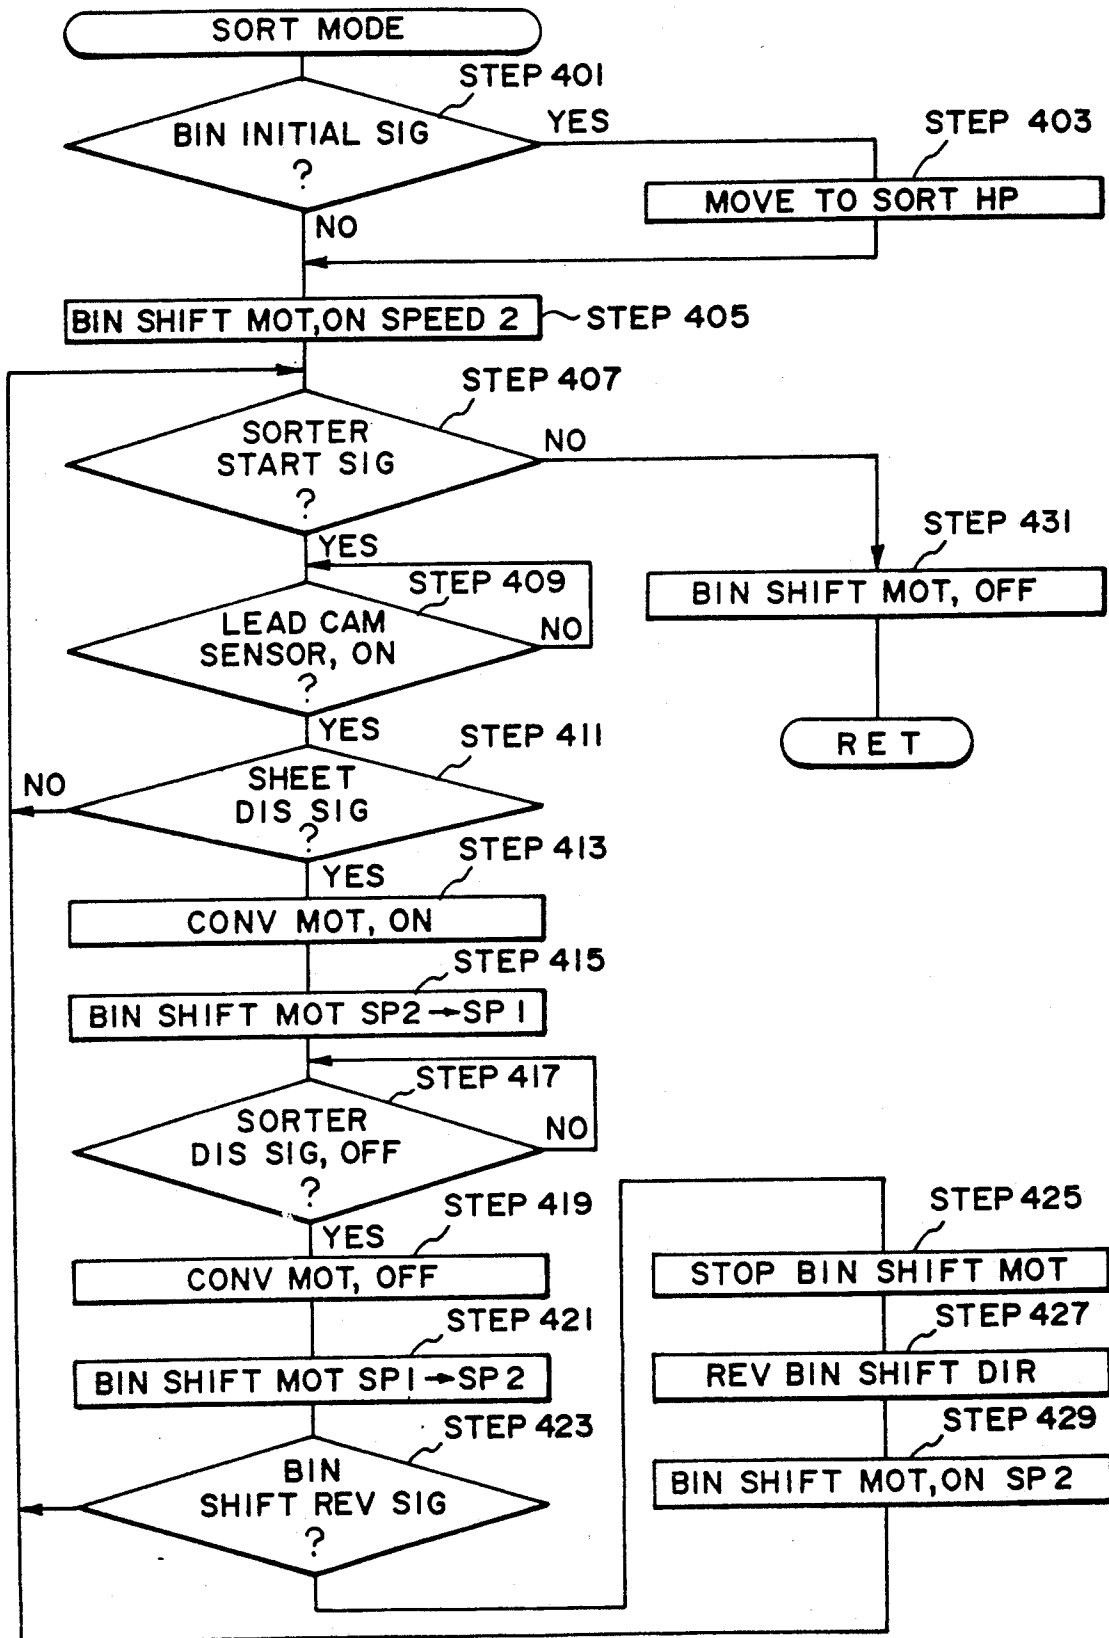 SORT MODE
STEP 401
BIN INITIAL SIG
?
YES
NO
STEP 403
MOVE TO SORT HP
BIN SHIFT MOT,ON SPEED 2
STEP 405
STEP 407
SORTER
START SIG
?
NO
YES
STEP 431
BIN SHIFT MOT, OFF
RET
STEP 409
LEAD CAM
SENSOR, ON
?
NO
YES
STEP 411
SHEET
DIS SIG
?
NO
YES
STEP 413
CONV MOT, ON
STEP 415
BIN SHIFT MOT SP2→SP1
STEP 417
SORTER
DIS SIG, OFF
?
NO
YES
STEP 419
CONV MOT, OFF
STEP 421
BIN SHIFT MOT SP1→SP2
STEP 423
BIN
SHIFT REV SIG
?
STEP 425
STOP BIN SHIFT MOT
STEP 427
REV BIN SHIFT DIR
STEP 429
BIN SHIFT MOT,ON SP2